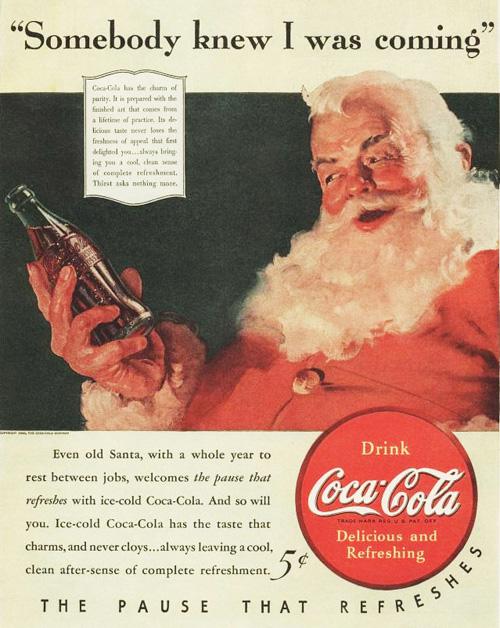 “Somebody knew I was coming”
Coca-Cola has the charm of
purity. It is prepared with the
finished art that comes from
a lifetime of practice. Its de-
licious taste never loses the
freshness of appeal that first
delighted you...always bring-
ing you a cool, clean sense
of complete refreshment.
Thirst asks nothing more.
Even old Santa, with a whole year to
rest between jobs, welcomes the pause that
refreshes with ice-cold Coca-Cola. And so will
you. Ice-cold Coca-Cola has the taste that
charms, and never cloys...always leaving a cool,
clean after-sense of complete refreshment.
5¢
Drink
Coca-Cola
TRADE MARK REG. U.S. PAT. OFF.
Delicious and
Refreshing
THE PAUSE THAT REFRESHES